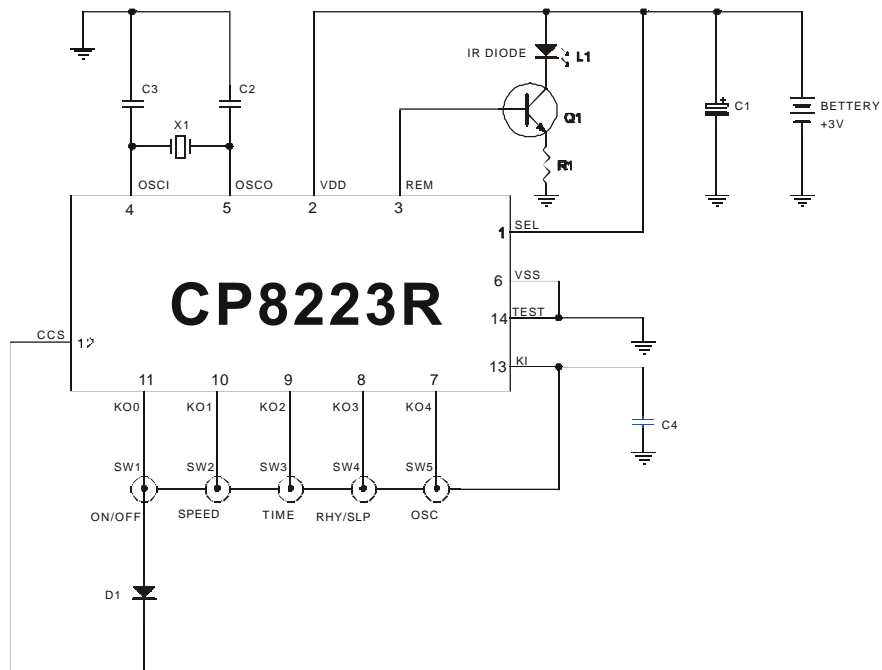 IR DIODE
L1
C3
C2
C1
BETTERY
+3V
X1
Q1
R1
OSCI
OSCO
VDD
REM
4
5
2
3
1
SEL
6
VSS
CP8223R
14
TEST
CCS
12
13
KI
11
10
9
8
7
KO0
KO1
KO2
KO3
KO4
C4
SW1
SW2
SW3
SW4
SW5
ON/OFF
SPEED
TIME
RHY/SLP
OSC
D1